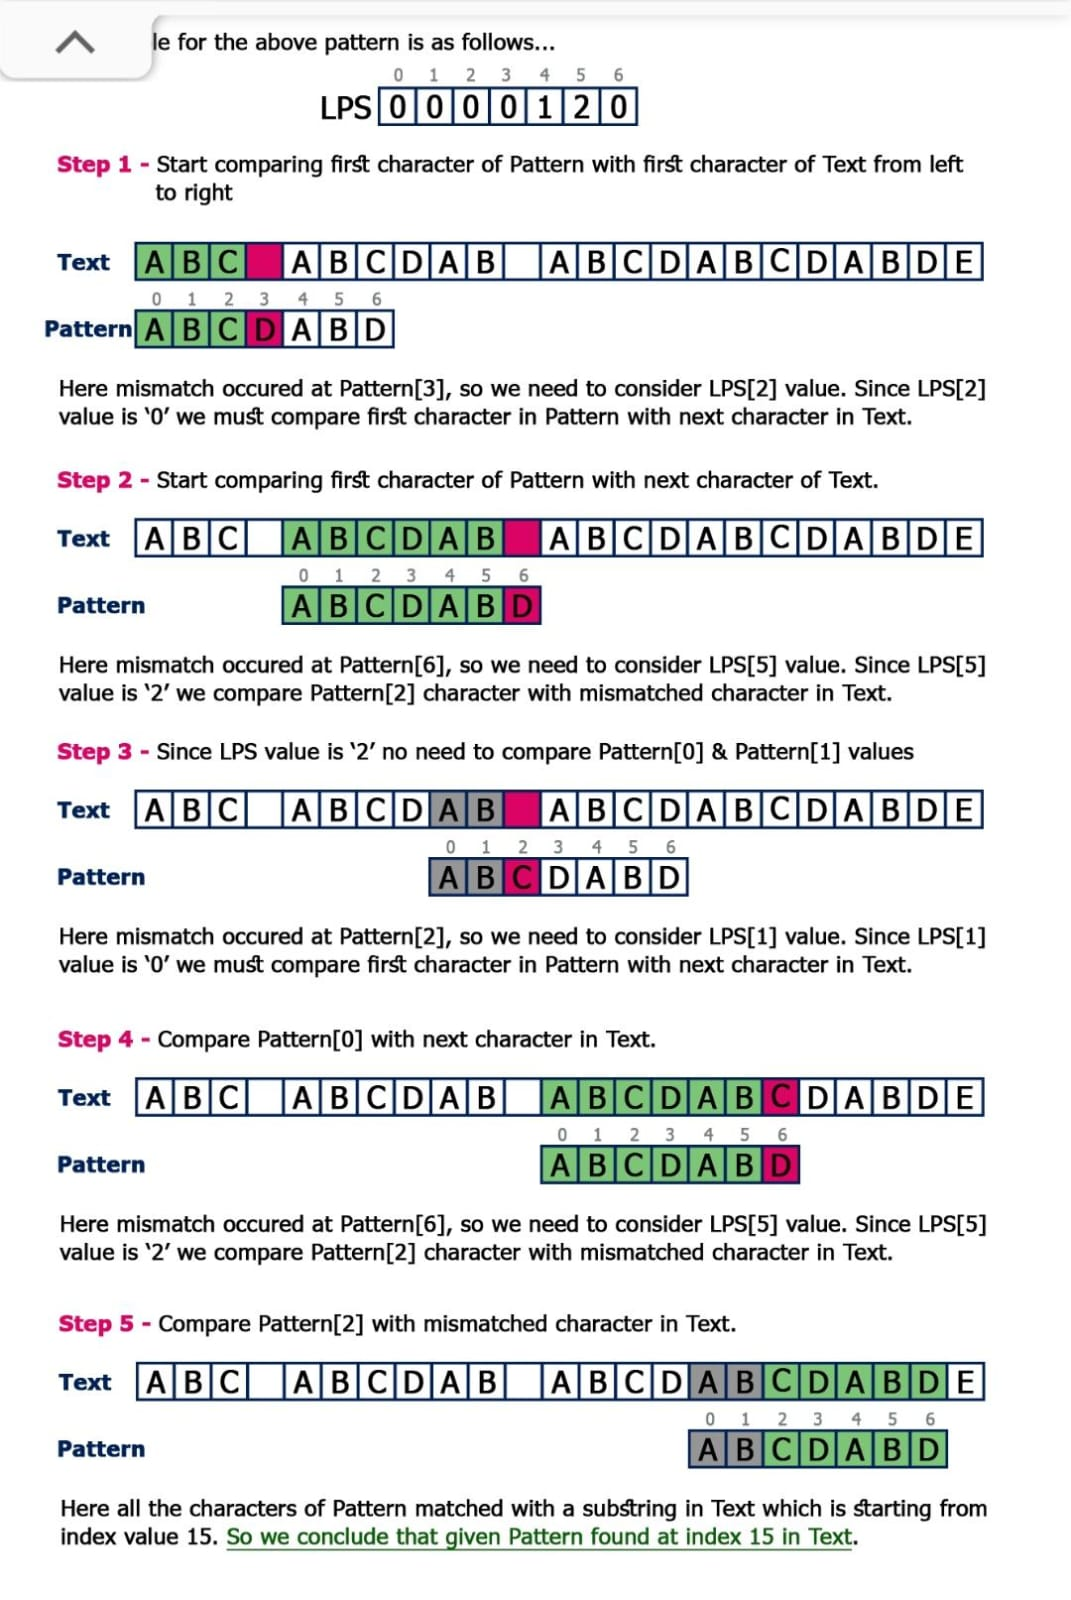 le for the above pattern is as follows...
0 1 2 3 4 5 6
LPS 0 0 0 0 1 2 0
Step 1 - Start comparing first character of Pattern with first character of Text from left
to right
Text A B C A B C D A B A B C D A B C D A B D E
0 1 2 3 4 5 6
Pattern A B C D A B D
Here mismatch occured at Pattern[3], so we need to consider LPS[2] value. Since LPS[2]
value is ‘0’ we must compare first character in Pattern with next character in Text.
Step 2 - Start comparing first character of Pattern with next character of Text.
Text A B C A B C D A B A B C D A B C D A B D E
0 1 2 3 4 5 6
Pattern A B C D A B D
Here mismatch occured at Pattern[6], so we need to consider LPS[5] value. Since LPS[5]
value is ‘2’ we compare Pattern[2] character with mismatched character in Text.
Step 3 - Since LPS value is ‘2’ no need to compare Pattern[0] & Pattern[1] values
Text A B C A B C D A B A B C D A B C D A B D E
0 1 2 3 4 5 6
Pattern A B C D A B D
Here mismatch occured at Pattern[2], so we need to consider LPS[1] value. Since LPS[1]
value is ‘0’ we must compare first character in Pattern with next character in Text.
Step 4 - Compare Pattern[0] with next character in Text.
Text A B C A B C D A B A B C D A B C D A B D E
0 1 2 3 4 5 6
Pattern A B C D A B D
Here mismatch occured at Pattern[6], so we need to consider LPS[5] value. Since LPS[5]
value is ‘2’ we compare Pattern[2] character with mismatched character in Text.
Step 5 - Compare Pattern[2] with mismatched character in Text.
Text A B C A B C D A B A B C D A B C D A B D E
0 1 2 3 4 5 6
Pattern A B C D A B D
Here all the characters of Pattern matched with a substring in Text which is starting from
index value 15. So we conclude that given Pattern found at index 15 in Text.